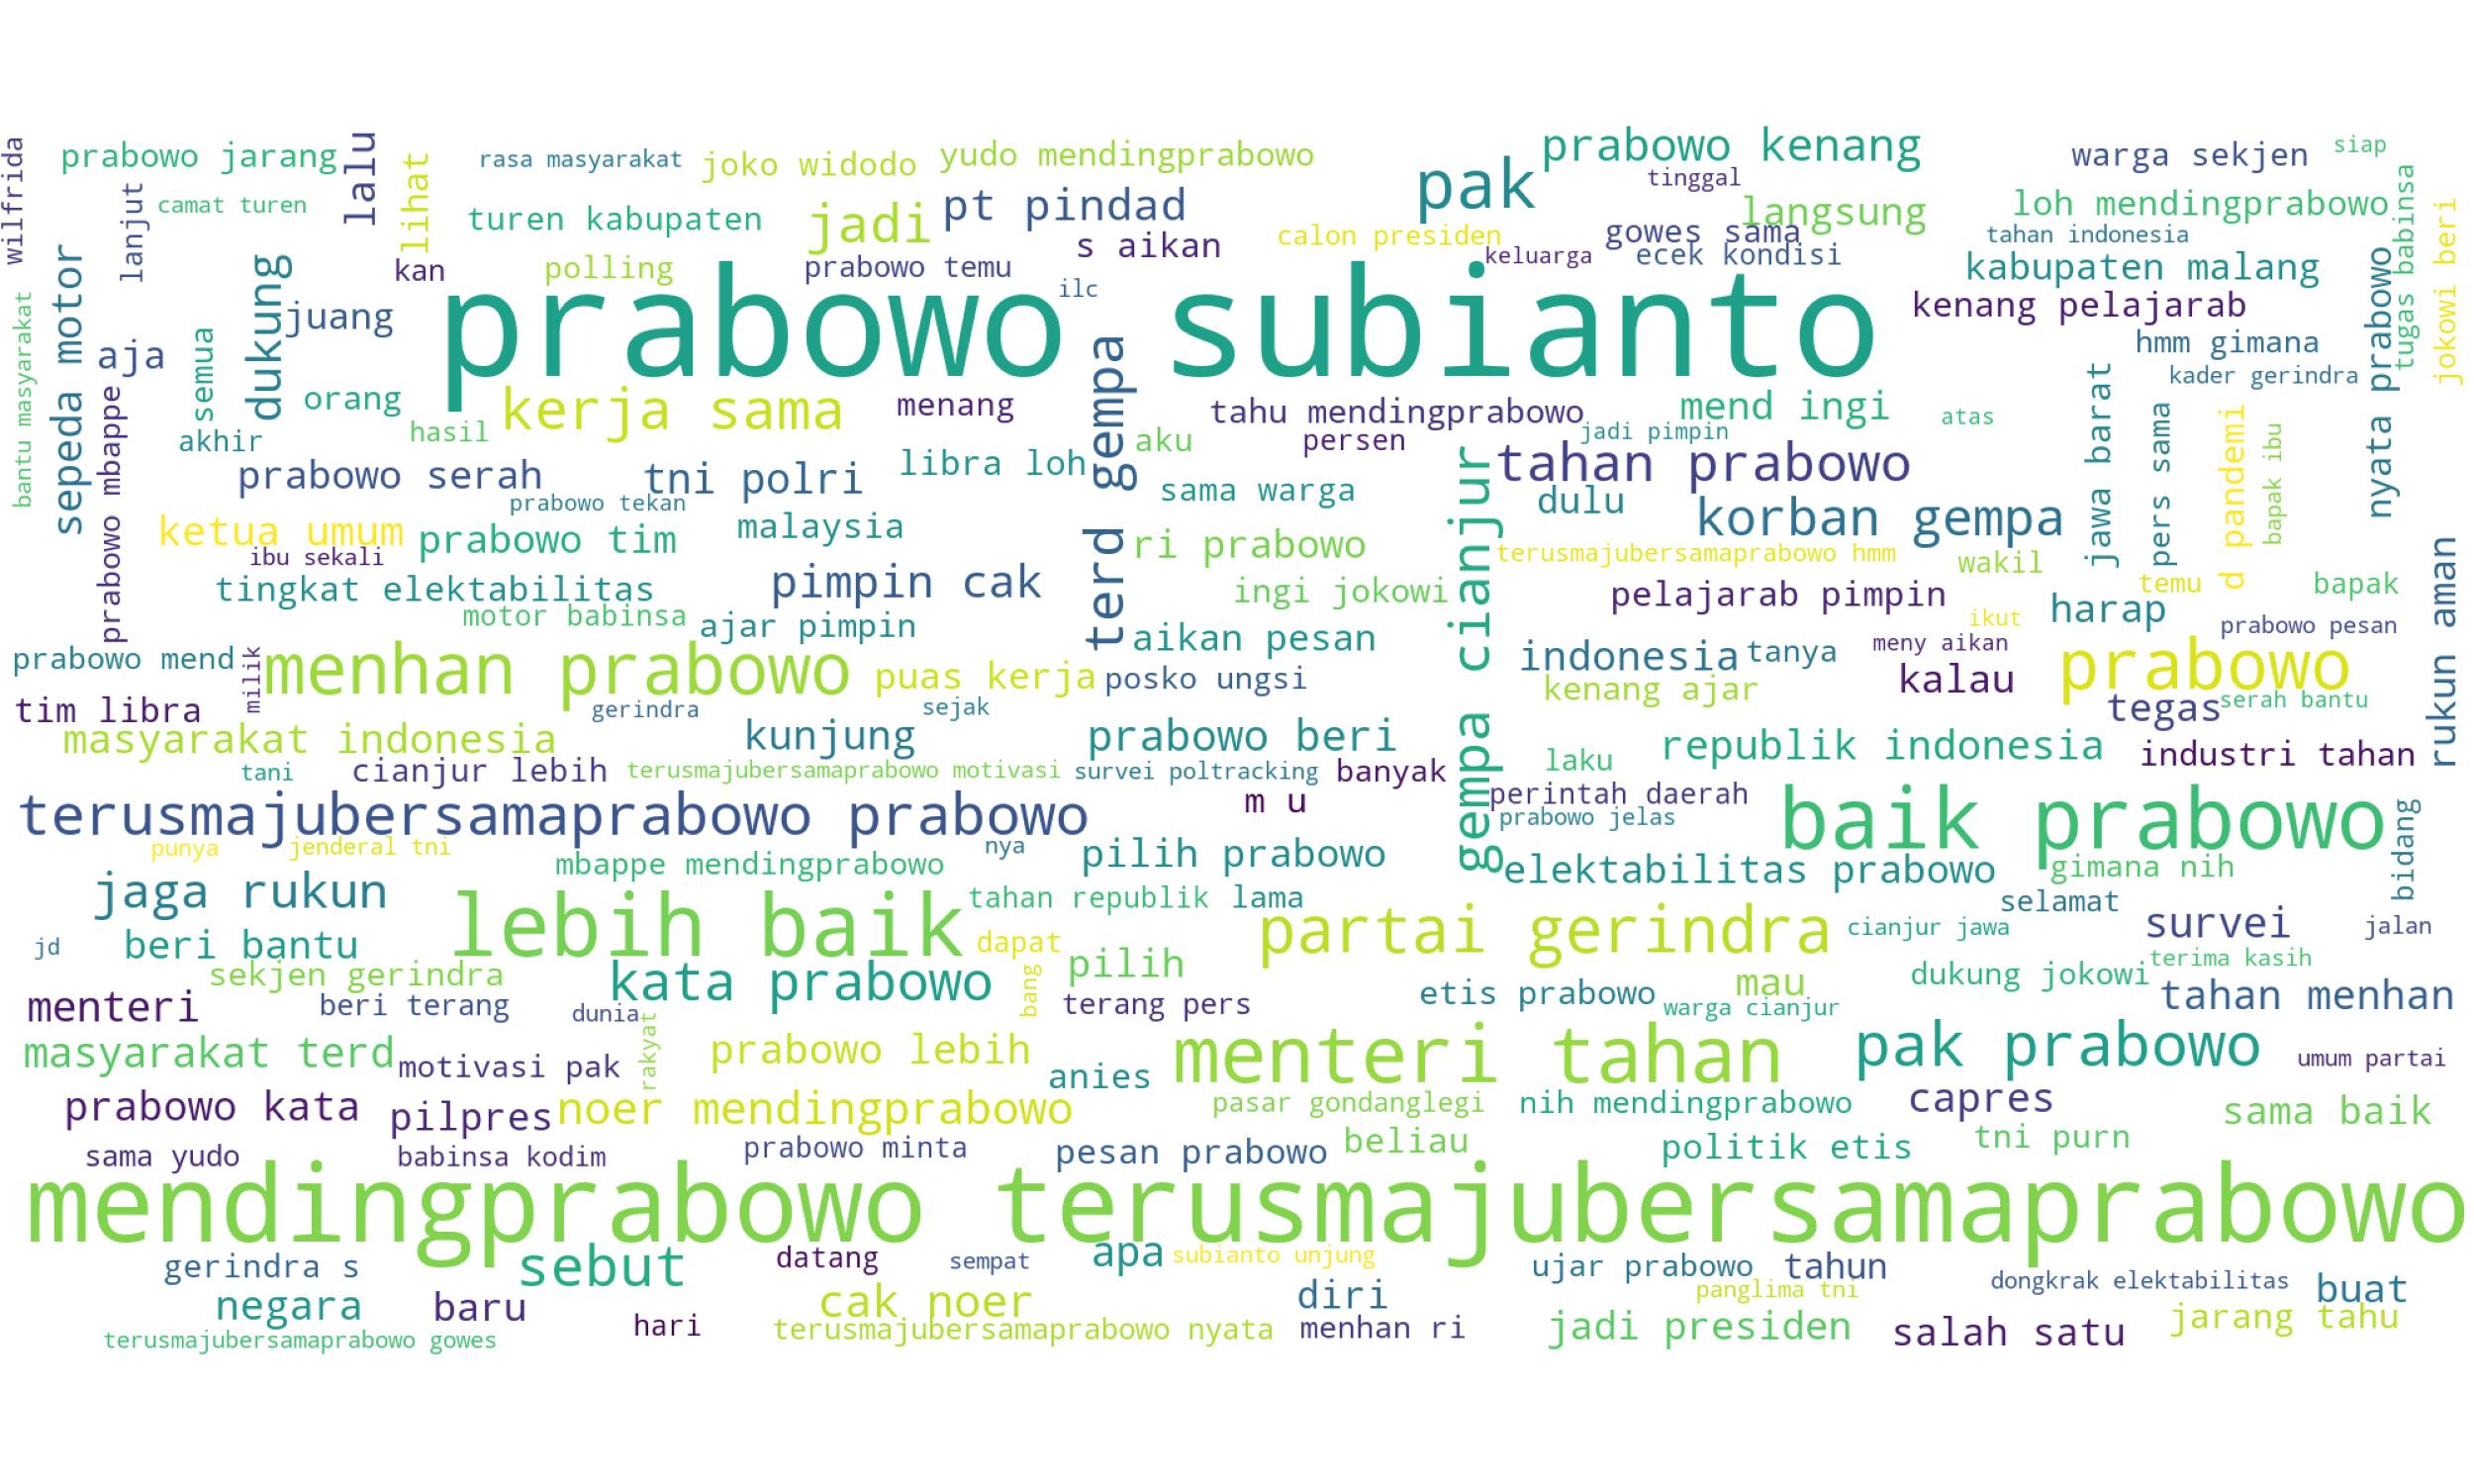 wilfrida
prabowo jarang
lalu
lihat
rasa masyarakat
joko widodo
yudo mendingprabowo
prabowo kenang
warga sekjen
siap
lanjut
camat turen
turen kabupaten
jadi
pt pindad
pak
tinggal
langsung
loh mendingprabowo
tugas babinsa
jokowi beri
s aikan
calon presiden
gowes sama
tahan indonesia
sepeda motor
dukung
kan
polling
prabowo temu
ilc
keluarga
ecek kondisi
kabupaten malang
nyata prabowo
bantu masyarakat
juang
prabowo subianto
kenang pelajarab
aja
semua
terd gempa
hmm gimana
kader gerindra
prabowo mbappe
orang
kerja sama
menang
tahu mendingprabowo
mend ingi
atas
jawa barat
pers sama
d pandemi
bapak ibu
akhir
hasil
aku
persen
jadi pimpin
prabowo serah
tni polri
libra loh
gempa cianjur
tahan prabowo
prabowo tekan
sama warga
dulu
korban gempa
ketua umum
prabowo tim
malaysia
ri prabowo
terusmajubersamaprabowo hmm
wakil
rukun aman
ibu sekali
tingkat elektabilitas
pimpin cak
ingi jokowi
pelajarab pimpin
temu
bapak
motor babinsa
ajar pimpin
aikan pesan
ikut
harap
prabowo pesan
prabowo mend
milik
menhan prabowo
puas kerja
posko ungsi
indonesia
tanya
meny aikan
prabowo
tim libra
gerindra
sejak
kenang ajar
kalau
tegas
serah bantu
masyarakat indonesia
kunjung
prabowo beri
laku
republik indonesia
industri tahan
tani
cianjur lebih
terusmajubersamaprabowo motivasi
survei poltracking
banyak
terusmajubersamaprabowo prabowo
m u
perintah daerah
prabowo jelas
baik prabowo
bidang
punya
jenderal tni
nya
mbappe mendingprabowo
pilih prabowo
elektabilitas prabowo
gimana nih
jaga rukun
lebih baik
tahan republik
lama
selamat
jd
beri bantu
dapat
partai gerindra
cianjur jawa
survei
jalan
sekjen gerindra
kata prabowo
bang
pilih
mau
dukung jokowi
terima kasih
menteri
beri terang
dunia
terang pers
etis prabowo
warga cianjur
tahan menhan
masyarakat terd
motivasi pak
rakyat
prabowo lebih
anies
menteri tahan
pak prabowo
umum partai
prabowo kata
pilpres
noer mendingprabowo
pasar gondanglegi
nih mendingprabowo
capres
sama baik
sama yudo
babinsa kodim
prabowo minta
pesan prabowo
beliau
politik etis
tni purn
mendingprabowo terusmajubersamaprabowo
gerindra s
sebut
datang
sempat
apa
subianto unjung
ujar prabowo
tahun
dongkrak elektabilitas
buat
negara
baru
hari
cak noer
diri
panglima tni
terusmajubersamaprabowo gowes
terusmajubersamaprabowo nyata
menhan ri
jadi presiden
salah satu
jarang tahu